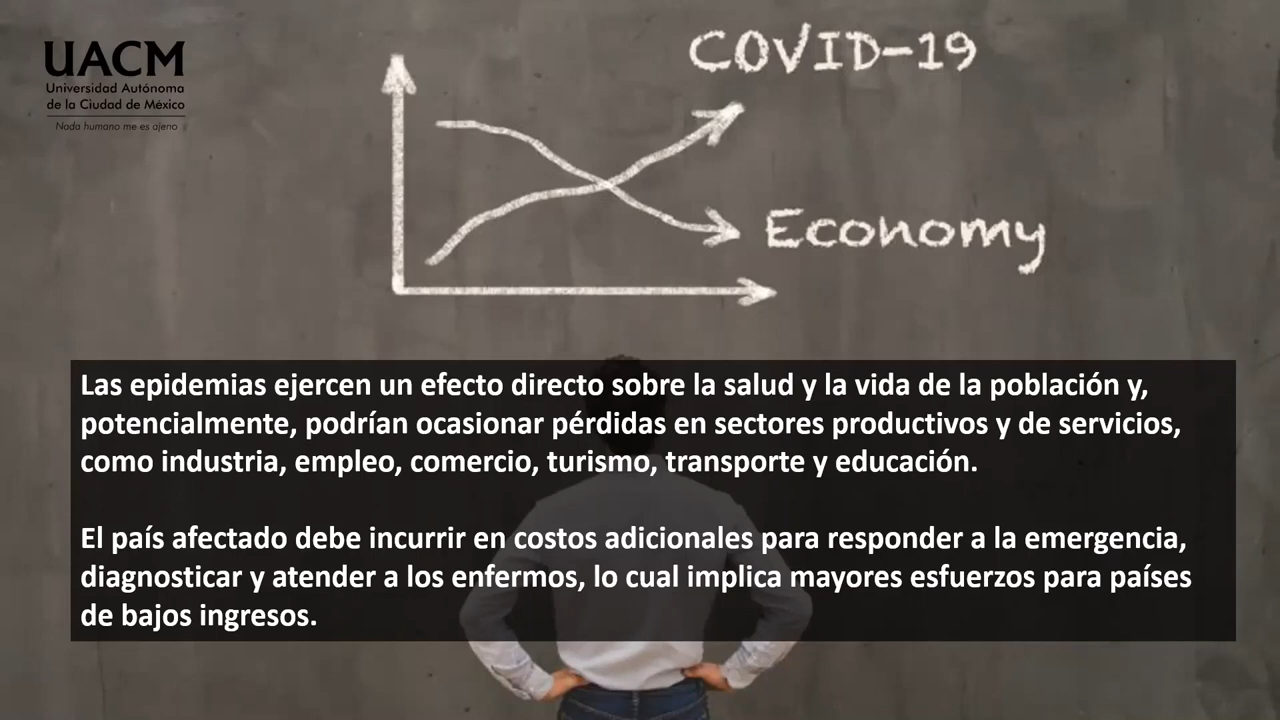 UACM
Universidad Autónoma
de la Ciudad de México
Nada humano me es ajeno
COVID-19
Economy
Las epidemias ejercen un efecto directo sobre la salud y la vida de la población y,
potencialmente, podrían ocasionar pérdidas en sectores productivos y de servicios,
como industria, empleo, comercio, turismo, transporte y educación.
El país afectado debe incurrir en costos adicionales para responder a la emergencia,
diagnosticar y atender a los enfermos, lo cual implica mayores esfuerzos para países
de bajos ingresos.